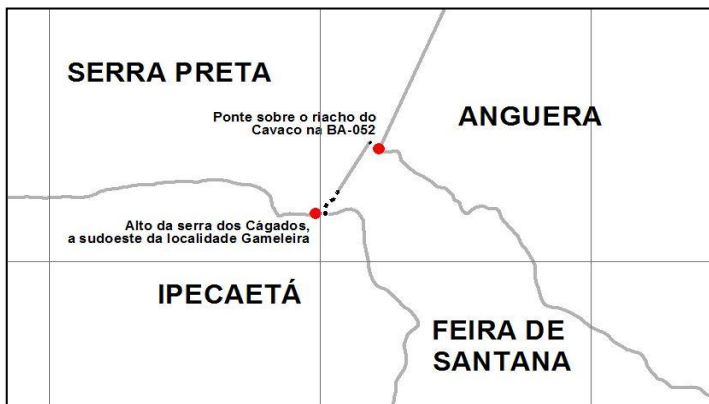 SERRA PRETA
ANGUERA
Ponte sobre o riacho do
Cavaco na BA-052
Alto da serra dos Cágados,
a sudoeste da localidade Gameleira
IPECAETÁ
FEIRA DE
SANTANA